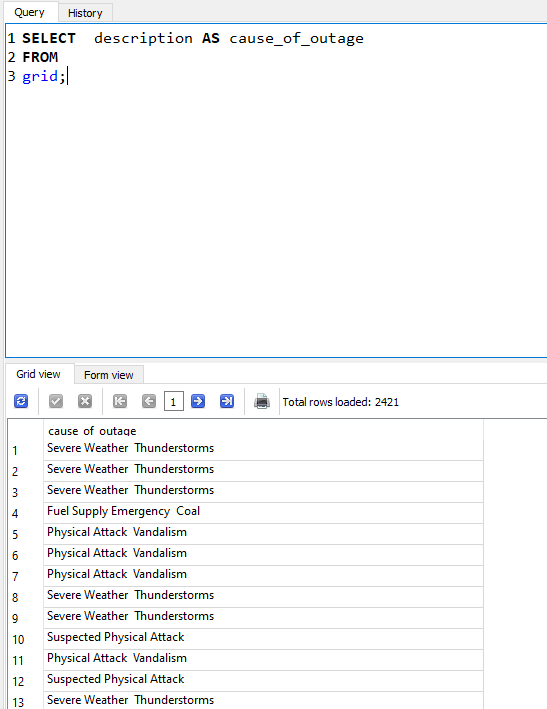 Query History
1 SELECT  description AS cause_of_outage
2 FROM
3 grid;
Grid view Form view
1 Total rows loaded: 2421
cause_of_outage
1 Severe Weather  Thunderstorms
2 Severe Weather  Thunderstorms
3 Severe Weather  Thunderstorms
4 Fuel Supply Emergency  Coal
5 Physical Attack  Vandalism
6 Physical Attack  Vandalism
7 Physical Attack  Vandalism
8 Severe Weather  Thunderstorms
9 Severe Weather  Thunderstorms
10 Suspected Physical Attack
11 Physical Attack  Vandalism
12 Suspected Physical Attack
13 Severe Weather  Thunderstorms